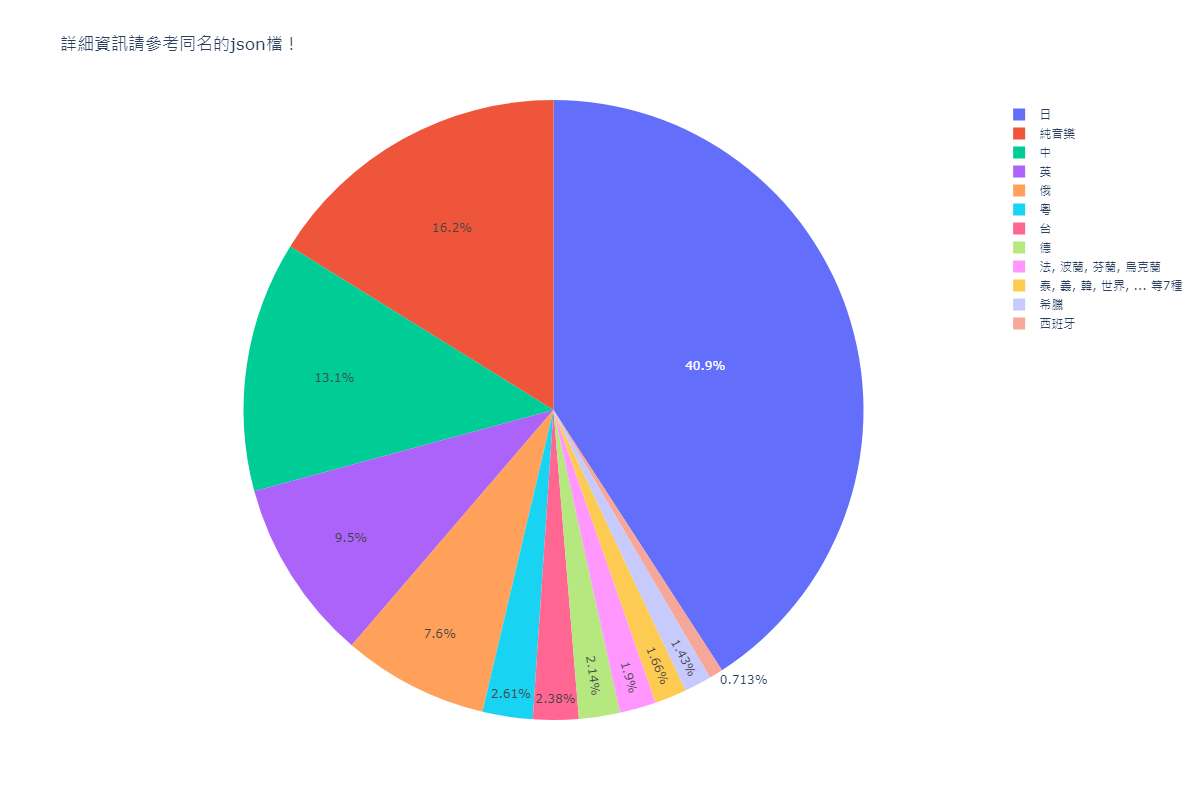 詳細資訊請參考同名的json檔！
日
純音樂
中
英
俄
粵
台
德
法, 波蘭, 芬蘭, 烏克蘭
泰, 義, 韓, 世界, ... 等7種
希臘
西班牙
40.9%
16.2%
13.1%
9.5%
7.6%
2.61%
2.38%
2.14%
1.9%
1.66%
1.43%
0.713%